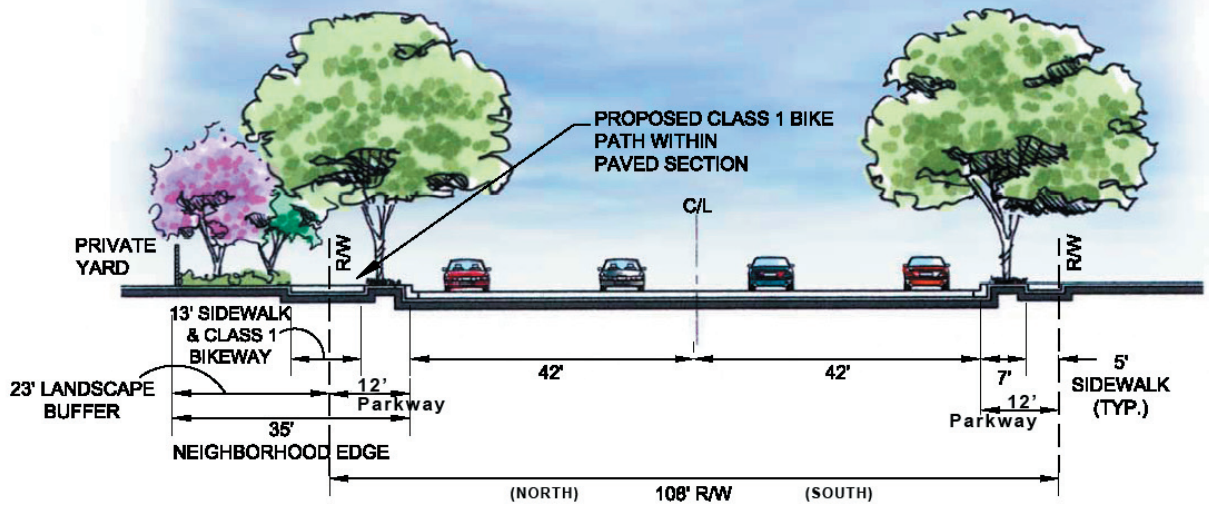 PROPOSED CLASS 1 BIKE
PATH WITHIN
PAVED SECTION
C/L
PRIVATE
YARD
R/W
R/W
13' SIDEWALK
& CLASS 1
BIKEWAY
23' LANDSCAPE
BUFFER
12'
Parkway
42'
42'
7'
5'
SIDEWALK
(TYP.)
12'
Parkway
35'
NEIGHBORHOOD EDGE
(NORTH) 108' R/W (SOUTH)